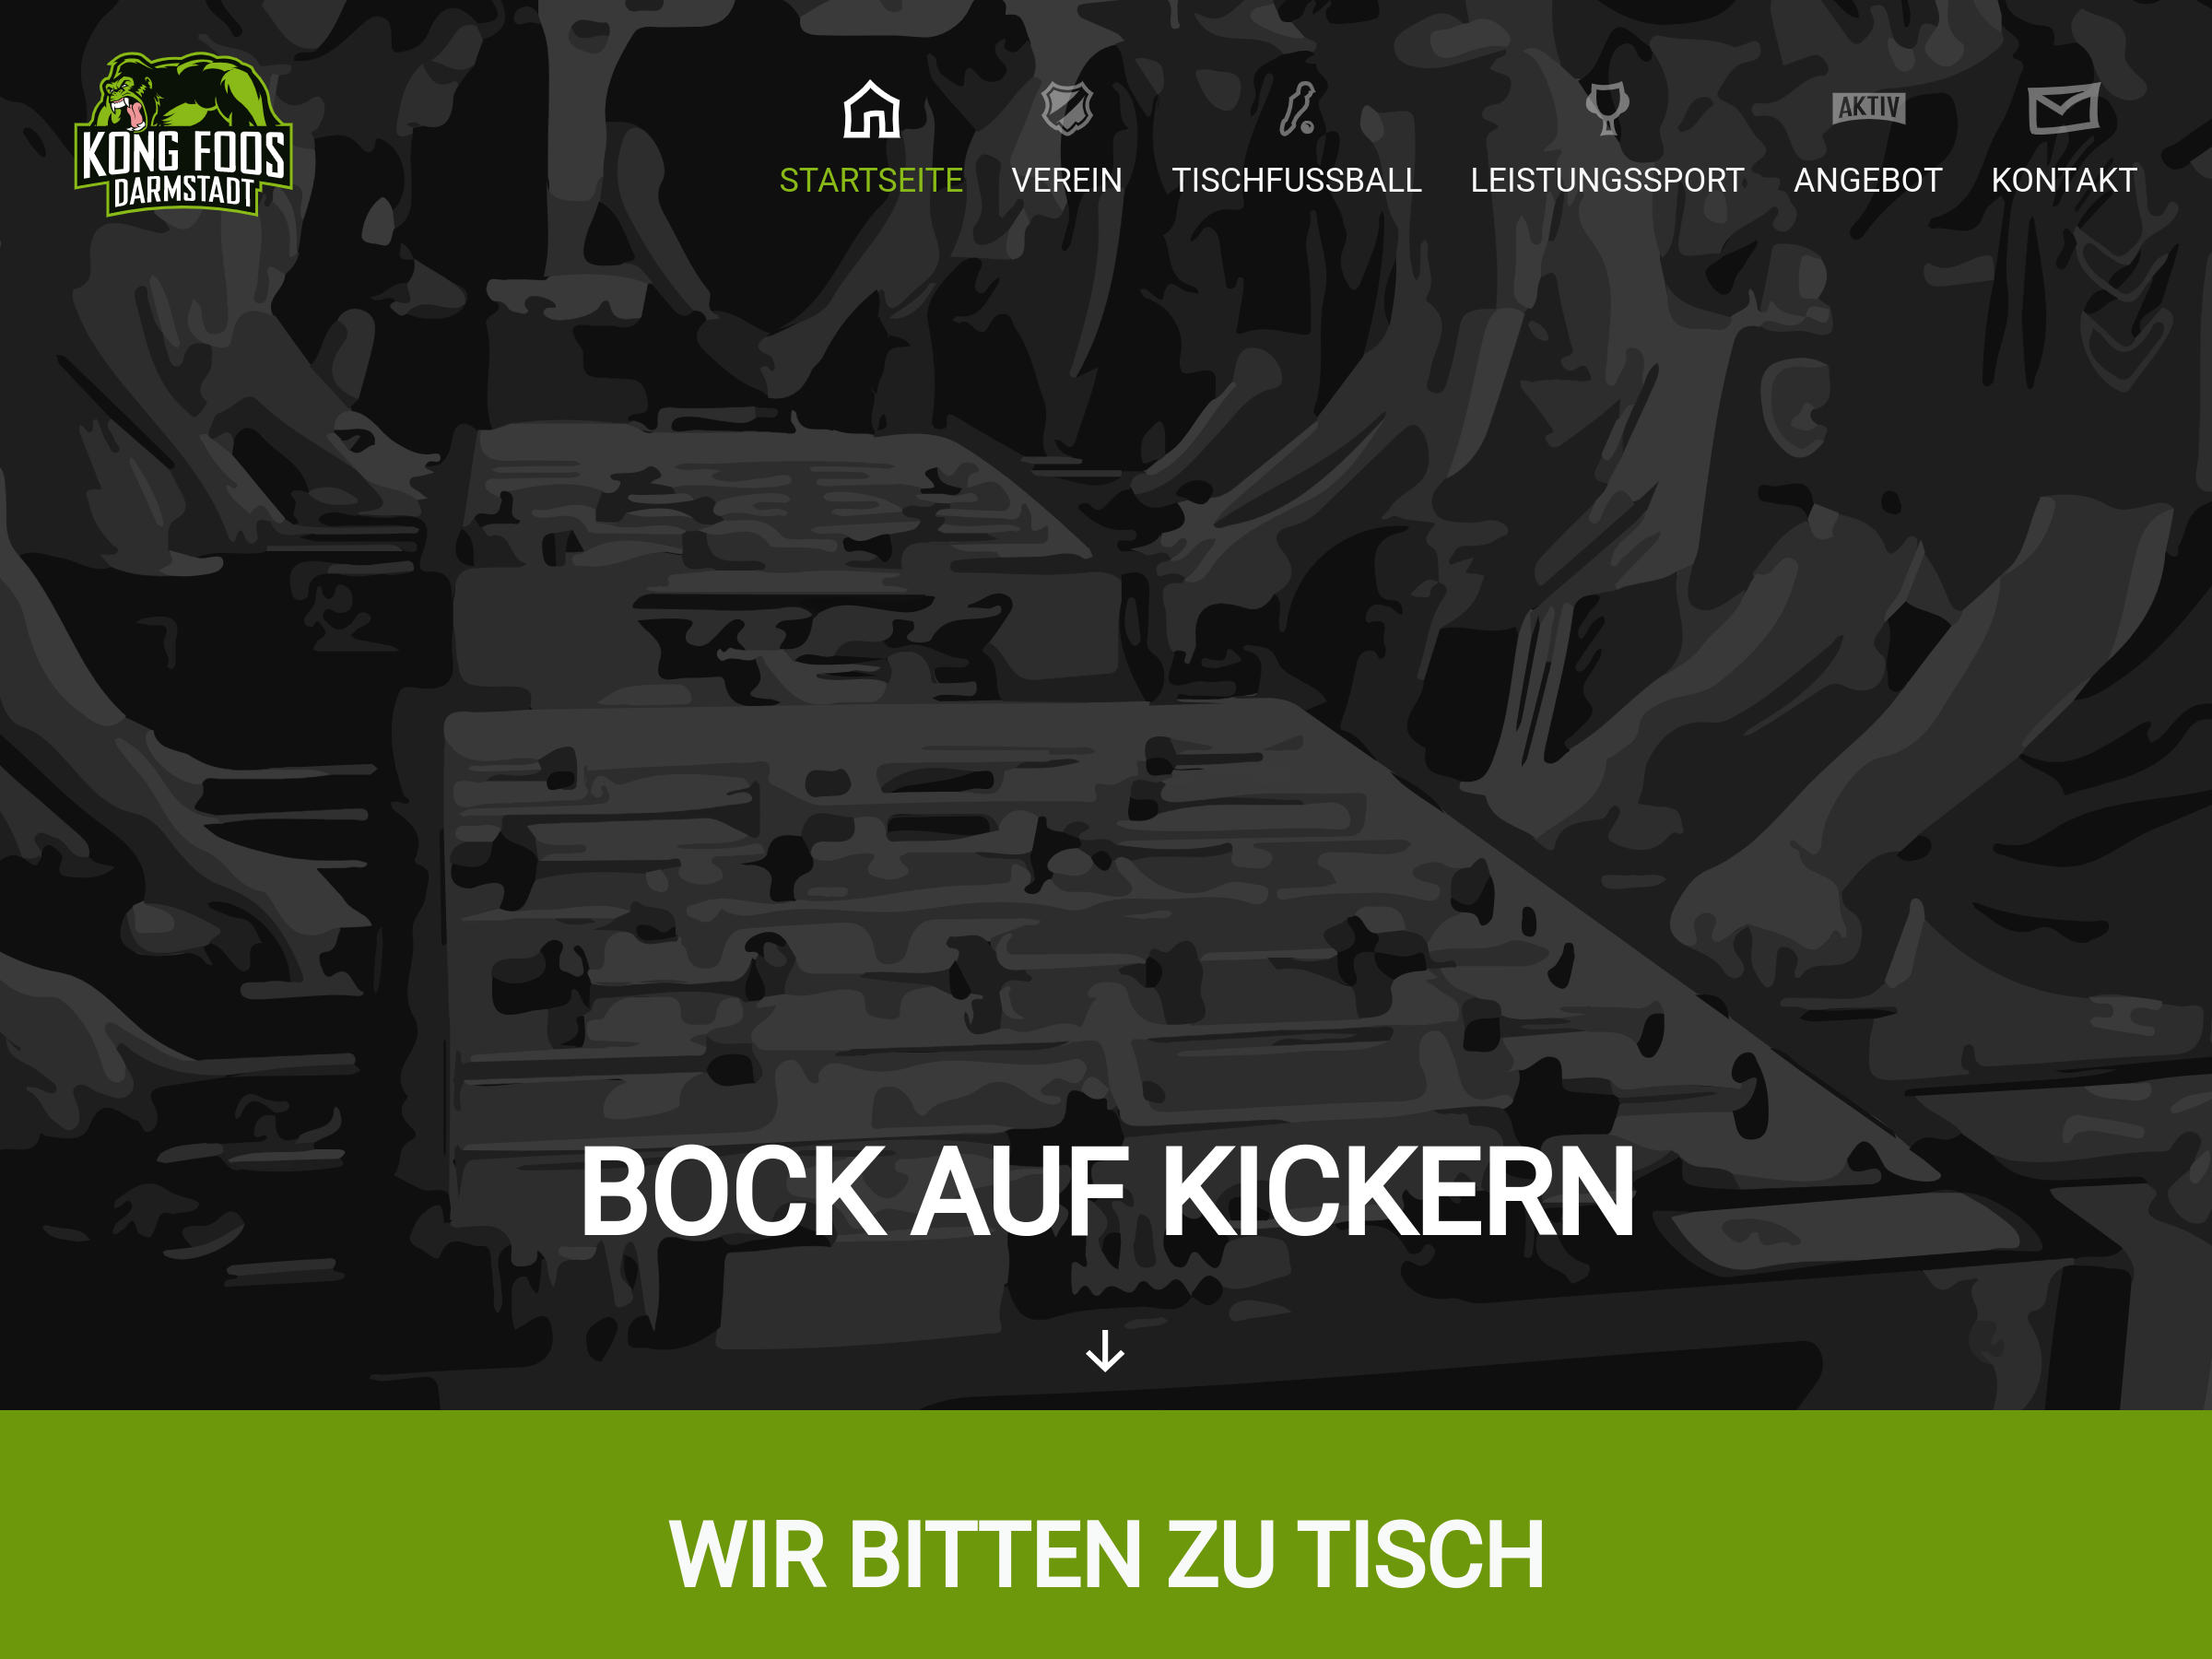 KONG FOOS
DARMSTADT
STARTSEITE
VEREIN
TISCHFUSSBALL
LEISTUNGSSPORT
AKTIV
ANGEBOT
KONTAKT
BOCK AUF KICKERN
WIR BITTEN ZU TISCH